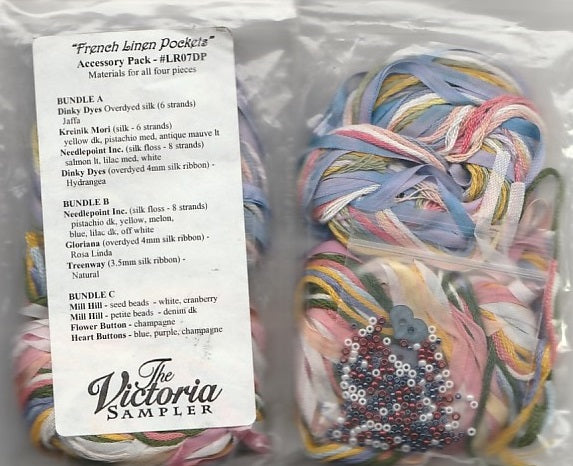 "French Linen Pockets"
Accessory Pack - #LR07DP
Materials for all four pieces
BUNDLE A
Dinky Dyes Overdyed silk (6 strands)
Jaffa
Kreinik Mori (silk - 6 strands)
yellow dk, pistachio med, antique mauve lt
Needlepoint Inc. (silk floss - 8 strands)
salmon lt, lilac med, white
Dinky Dyes (overdyed 4mm silk ribbon) -
Hydrangea
BUNDLE B
Needlepoint Inc. (silk floss - 8 strands)
pistachio dk, yellow, melon,
blue, lilac dk, off white
Gloriana (overdyed 4mm silk ribbon) -
Rosa Linda
Treenway (3.5mm silk ribbon) -
Natural
BUNDLE C
Mill Hill - seed beads - white, cranberry
Mill Hill - petite beads - denim dk
Flower Button - champagne
Heart Buttons - blue, purple, champagne
The
Victoria
SAMPLER